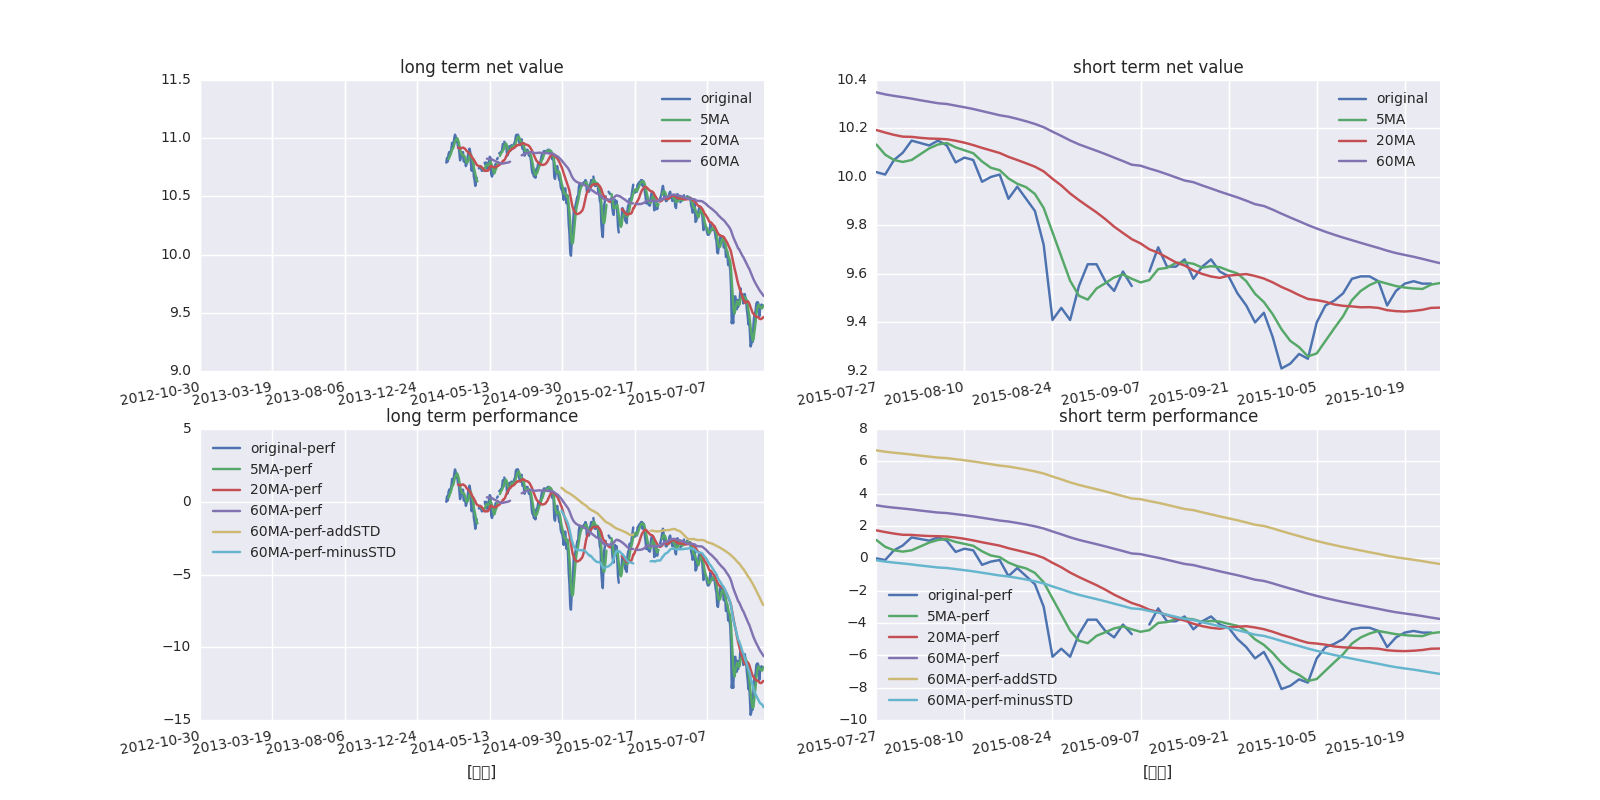 long term net value
11.5
11.0
10.5
10.0
9.5
9.0
original
5MA
20MA
60MA
2012-10-30
2013-03-19
2013-08-06
2013-12-24
2014-05-13
2014-09-30
2015-02-17
2015-07-07
short term net value
10.4
10.2
10.0
9.8
9.6
9.4
9.2
original
5MA
20MA
60MA
2015-07-27
2015-08-10
2015-08-24
2015-09-07
2015-09-21
2015-10-05
2015-10-19
long term performance
5
0
−5
−10
−15
original-perf
5MA-perf
20MA-perf
60MA-perf
60MA-perf-addSTD
60MA-perf-minusSTD
2012-10-30
2013-03-19
2013-08-06
2013-12-24
2014-05-13
2014-09-30
2015-02-17
2015-07-07
short term performance
8
6
4
2
0
−2
−4
−6
−8
−10
original-perf
5MA-perf
20MA-perf
60MA-perf
60MA-perf-addSTD
60MA-perf-minusSTD
2015-07-27
2015-08-10
2015-08-24
2015-09-07
2015-09-21
2015-10-05
2015-10-19